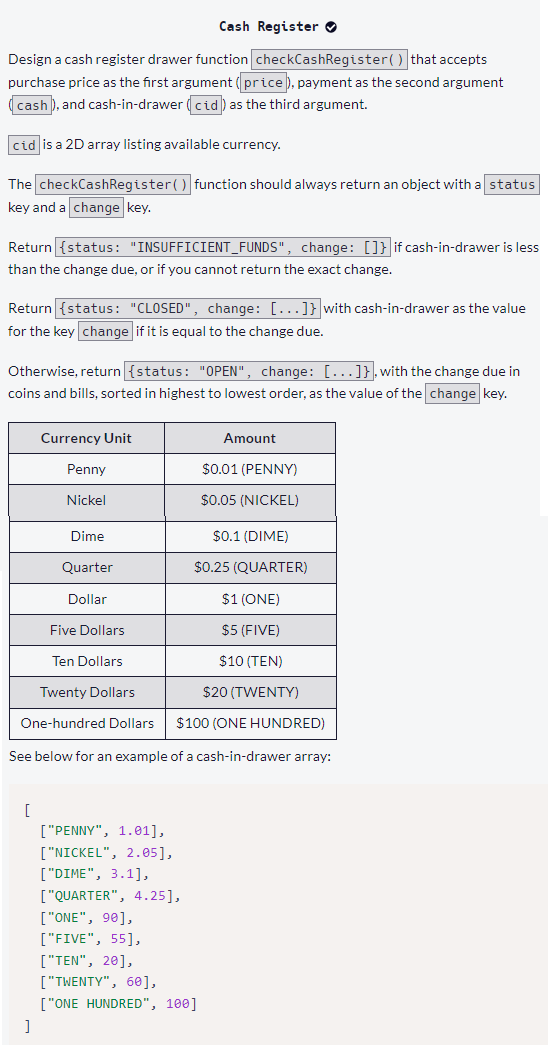 Cash Register
Design a cash register drawer function checkCashRegister() that accepts
purchase price as the first argument (price), payment as the second argument
(cash), and cash-in-drawer (cid) as the third argument.
cid is a 2D array listing available currency.
The checkCashRegister() function should always return an object with a status
key and a change key.
Return {status: "INSUFFICIENT_FUNDS", change: []} if cash-in-drawer is less
than the change due, or if you cannot return the exact change.
Return {status: "CLOSED", change: [...]} with cash-in-drawer as the value
for the key change if it is equal to the change due.
Otherwise, return {status: "OPEN", change: [...]}, with the change due in
coins and bills, sorted in highest to lowest order, as the value of the change key.
Currency Unit Amount
Penny $0.01 (PENNY)
Nickel $0.05 (NICKEL)
Dime $0.1 (DIME)
Quarter $0.25 (QUARTER)
Dollar $1 (ONE)
Five Dollars $5 (FIVE)
Ten Dollars $10 (TEN)
Twenty Dollars $20 (TWENTY)
One-hundred Dollars $100 (ONE HUNDRED)
See below for an example of a cash-in-drawer array:
[
["PENNY", 1.01],
["NICKEL", 2.05],
["DIME", 3.1],
["QUARTER", 4.25],
["ONE", 90],
["FIVE", 55],
["TEN", 20],
["TWENTY", 60],
["ONE HUNDRED", 100]
]